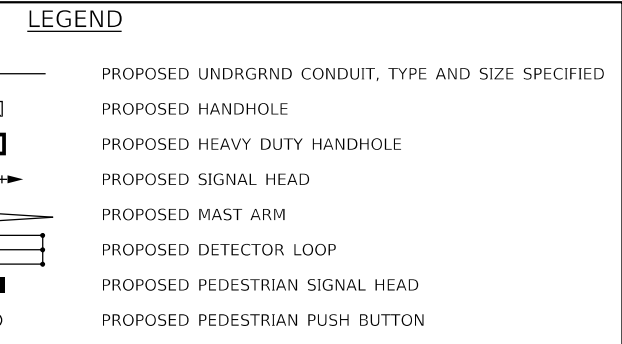 LEGEND
PROPOSED UNDRGRND CONDUIT, TYPE AND SIZE SPECIFIED
PROPOSED HANDHOLE
PROPOSED HEAVY DUTY HANDHOLE
PROPOSED SIGNAL HEAD
PROPOSED MAST ARM
PROPOSED DETECTOR LOOP
PROPOSED PEDESTRIAN SIGNAL HEAD
PROPOSED PEDESTRIAN PUSH BUTTON